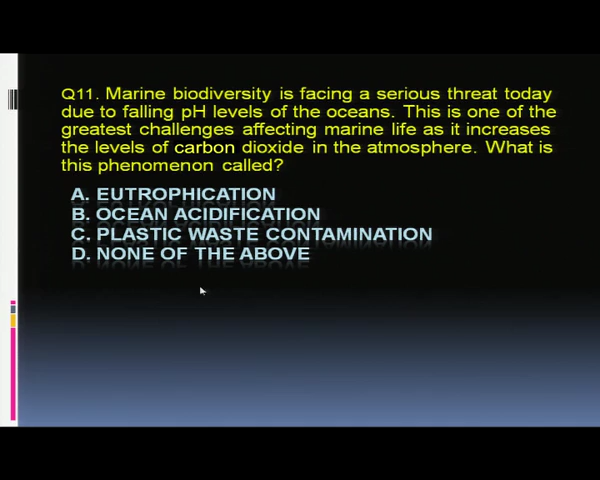 Q11. Marine biodiversity is facing a serious threat today
due to falling pH levels of the oceans. This is one of the
greatest challenges affecting marine life as it increases
the levels of carbon dioxide in the atmosphere. What is
this phenomenon called?
A. EUTROPHICATION
B. OCEAN ACIDIFICATION
C. PLASTIC WASTE CONTAMINATION
D. NONE OF THE ABOVE